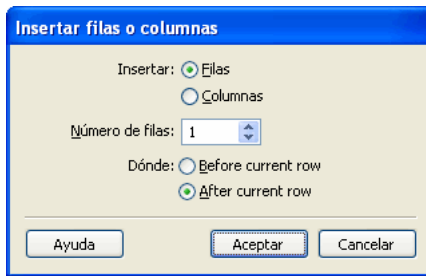 Insertar filas o columnas
Insertar: Filas
Columnas
Número de filas: 1
Dónde: Before current row
After current row
Ayuda Aceptar Cancelar